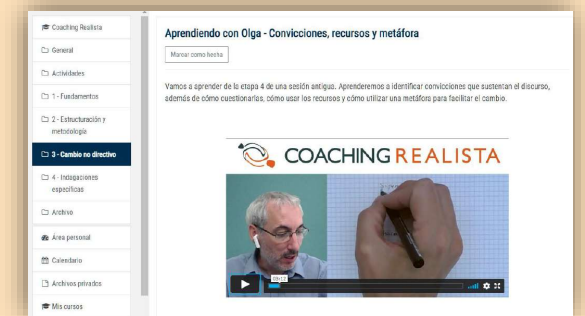 Coaching Realista
General
Actividades
1 - Fundamentos
2 - Estructuración y
metodología
3 - Cambio no directivo
4 - Indagaciones
específicas
Archivo
Área personal
Calendario
Archivos privados
Mis cursos
Aprendiendo con Olga - Convicciones, recursos y metáfora
Marcar como hecha
Vamos a aprender de la etapa 4 de una sesión antigua. Aprenderemos a identificar convicciones que sustentan el discurso,
además de cómo cuestionarlas, cómo usar los recursos y cómo utilizar una metáfora para facilitar el cambio.
COACHING REALISTA